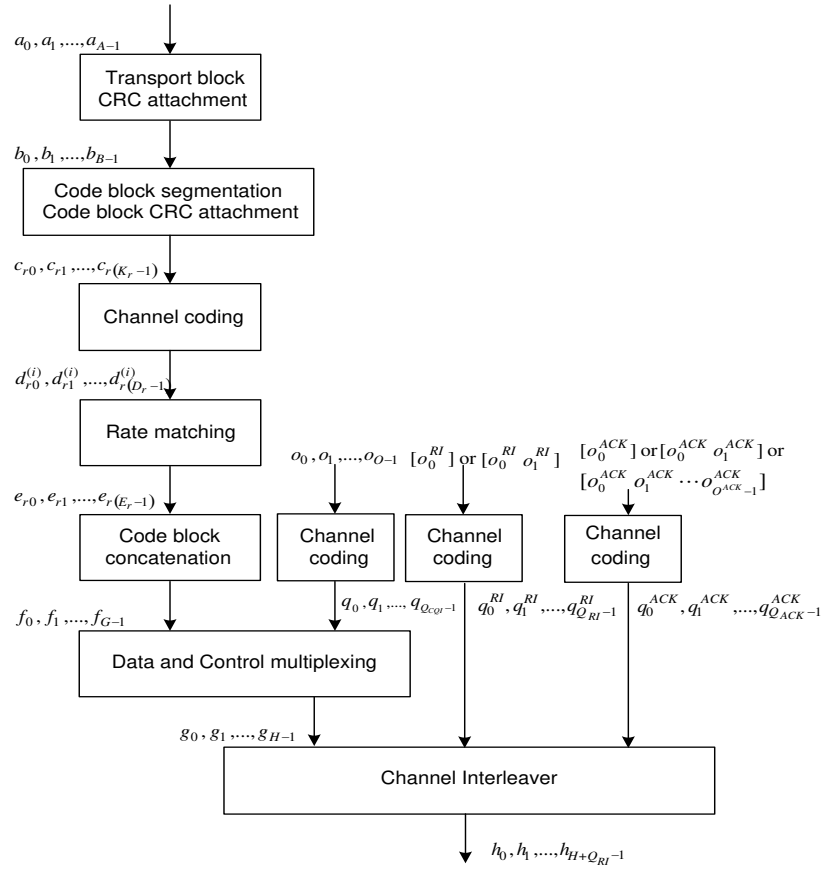 a_0, a_1, ..., a_{A-1}
Transport block
CRC attachment
b_0, b_1, ..., b_{B-1}
Code block segmentation
Code block CRC attachment
c_{r0}, c_{r1}, ..., c_{r(K_r-1)}
Channel coding
d_{r0}^{(i)}, d_{r1}^{(i)}, ..., d_{r(D_r-1)}^{(i)}
Rate matching
o_0, o_1, ..., o_{O-1}
[o_0^{RI}] or [o_0^{RI} o_1^{RI}]
[o_0^{ACK}] or [o_0^{ACK} o_1^{ACK}] or
[o_0^{ACK} o_1^{ACK} ⋯ o_{O^{ACK}-1}^{ACK}]
e_{r0}, e_{r1}, ..., e_{r(E_r-1)}
Code block
concatenation
Channel
coding
Channel
coding
Channel
coding
f_0, f_1, ..., f_{G-1}
q_0, q_1, ..., q_{Q_{CQI}-1}
q_0^{RI}, q_1^{RI}, ..., q_{Q_{RI}-1}^{RI}
q_0^{ACK}, q_1^{ACK}, ..., q_{Q_{ACK}-1}^{ACK}
Data and Control multiplexing
g_0, g_1, ..., g_{H-1}
Channel Interleaver
h_0, h_1, ..., h_{H+Q_{RI}-1}